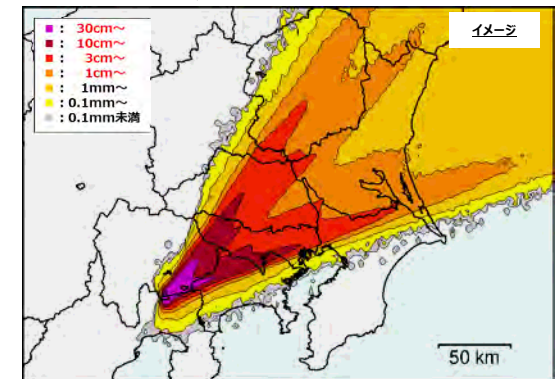 イメージ
■： 30cm～
■： 10cm～
■： 3cm～
■： 1cm～
■： 1mm～
■：0.1mm～
■：0.1mm未満
50 km